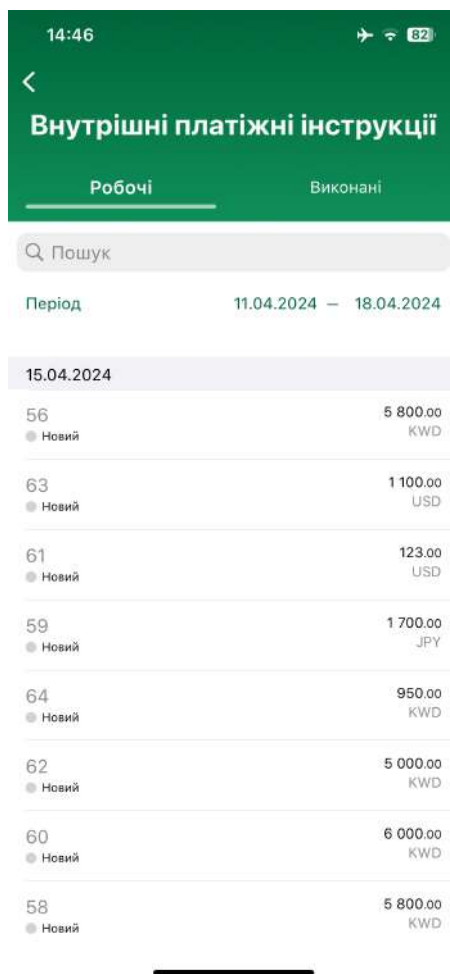 14:46
82
Внутрішні платіжні інструкції
Робочі Виконані
Пошук
Період 11.04.2024 – 18.04.2024
15.04.2024
56 5 800.00
Новий KWD
63 1 100.00
Новий USD
61 123.00
Новий USD
59 1 700.00
Новий JPY
64 950.00
Новий KWD
62 5 000.00
Новий KWD
60 6 000.00
Новий KWD
58 5 800.00
Новий KWD